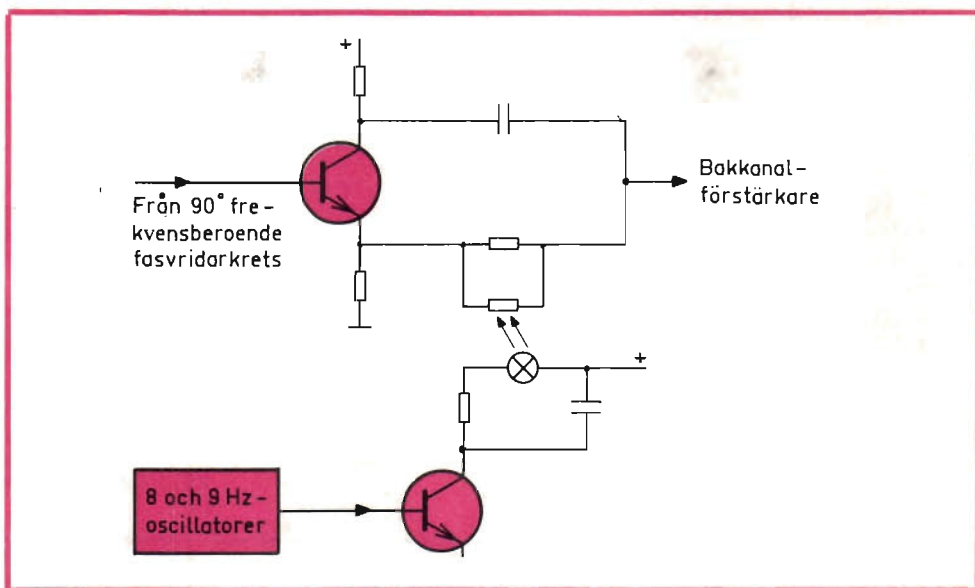 +
Från 90° fre-
kvensberoende
fasvridarkrets
Bakkanal-
förstärkare
+
8 och 9 Hz-
oscillatorer